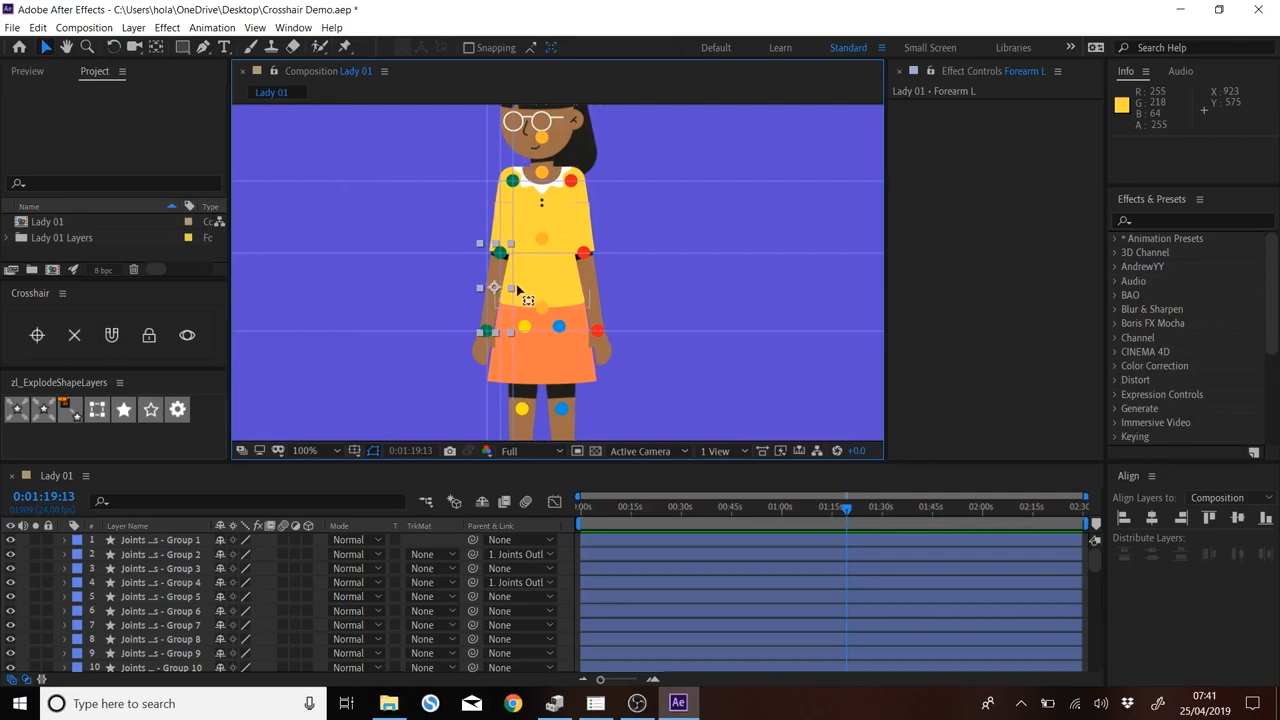 Adobe After Effects - C:\Users\hola\OneDrive\Desktop\Crosshair Demo.aep *
File Edit Composition Layer Effect Animation View Window Help
Snapping Default Learn Standard Small Screen Libraries Search Help
Preview Project Composition Lady 01 Effect Controls Forearm L Info Audio
Lady 01 Lady 01 • Forearm L
R: 255 X: 923
G: 218 Y: 575
B: 64
A: 255
Name Type
Lady 01 Cc
Lady 01 Layers Fc
8 bpc
Crosshair
zl_ExplodeShapeLayers
Effects & Presets
* Animation Presets
3D Channel
AndrewYY
Audio
BAO
Blur & Sharpen
Boris FX Mocha
Channel
CINEMA 4D
Color Correction
Distort
Expression Controls
Generate
Immersive Video
Keying
100% 0:01:19:13 Full Active Camera 1 View +0.0
Lady 01
0:01:19:13
01909 (24.00 fps)
:00s 00:15s 00:30s 00:45s 01:00s 01:15s 01:30s 01:45s 02:00s 02:15s 02:30
# Layer Name Mode T TrkMat Parent & Link
1 Joints ...s - Group 1 Normal None
2 Joints ...s - Group 2 Normal None 1. Joints Outl
3 Joints ...s - Group 3 Normal None None
4 Joints ...s - Group 4 Normal None 1. Joints Outl
5 Joints ...s - Group 5 Normal None None
6 Joints ...s - Group 6 Normal None None
7 Joints ...s - Group 7 Normal None None
8 Joints ...s - Group 8 Normal None None
9 Joints ...s - Group 9 Normal None None
10 Joints ... - Group 10 Normal None None
Align
Align Layers to: Composition
Distribute Layers:
Type here to search
Ae
07:41
25/04/2019